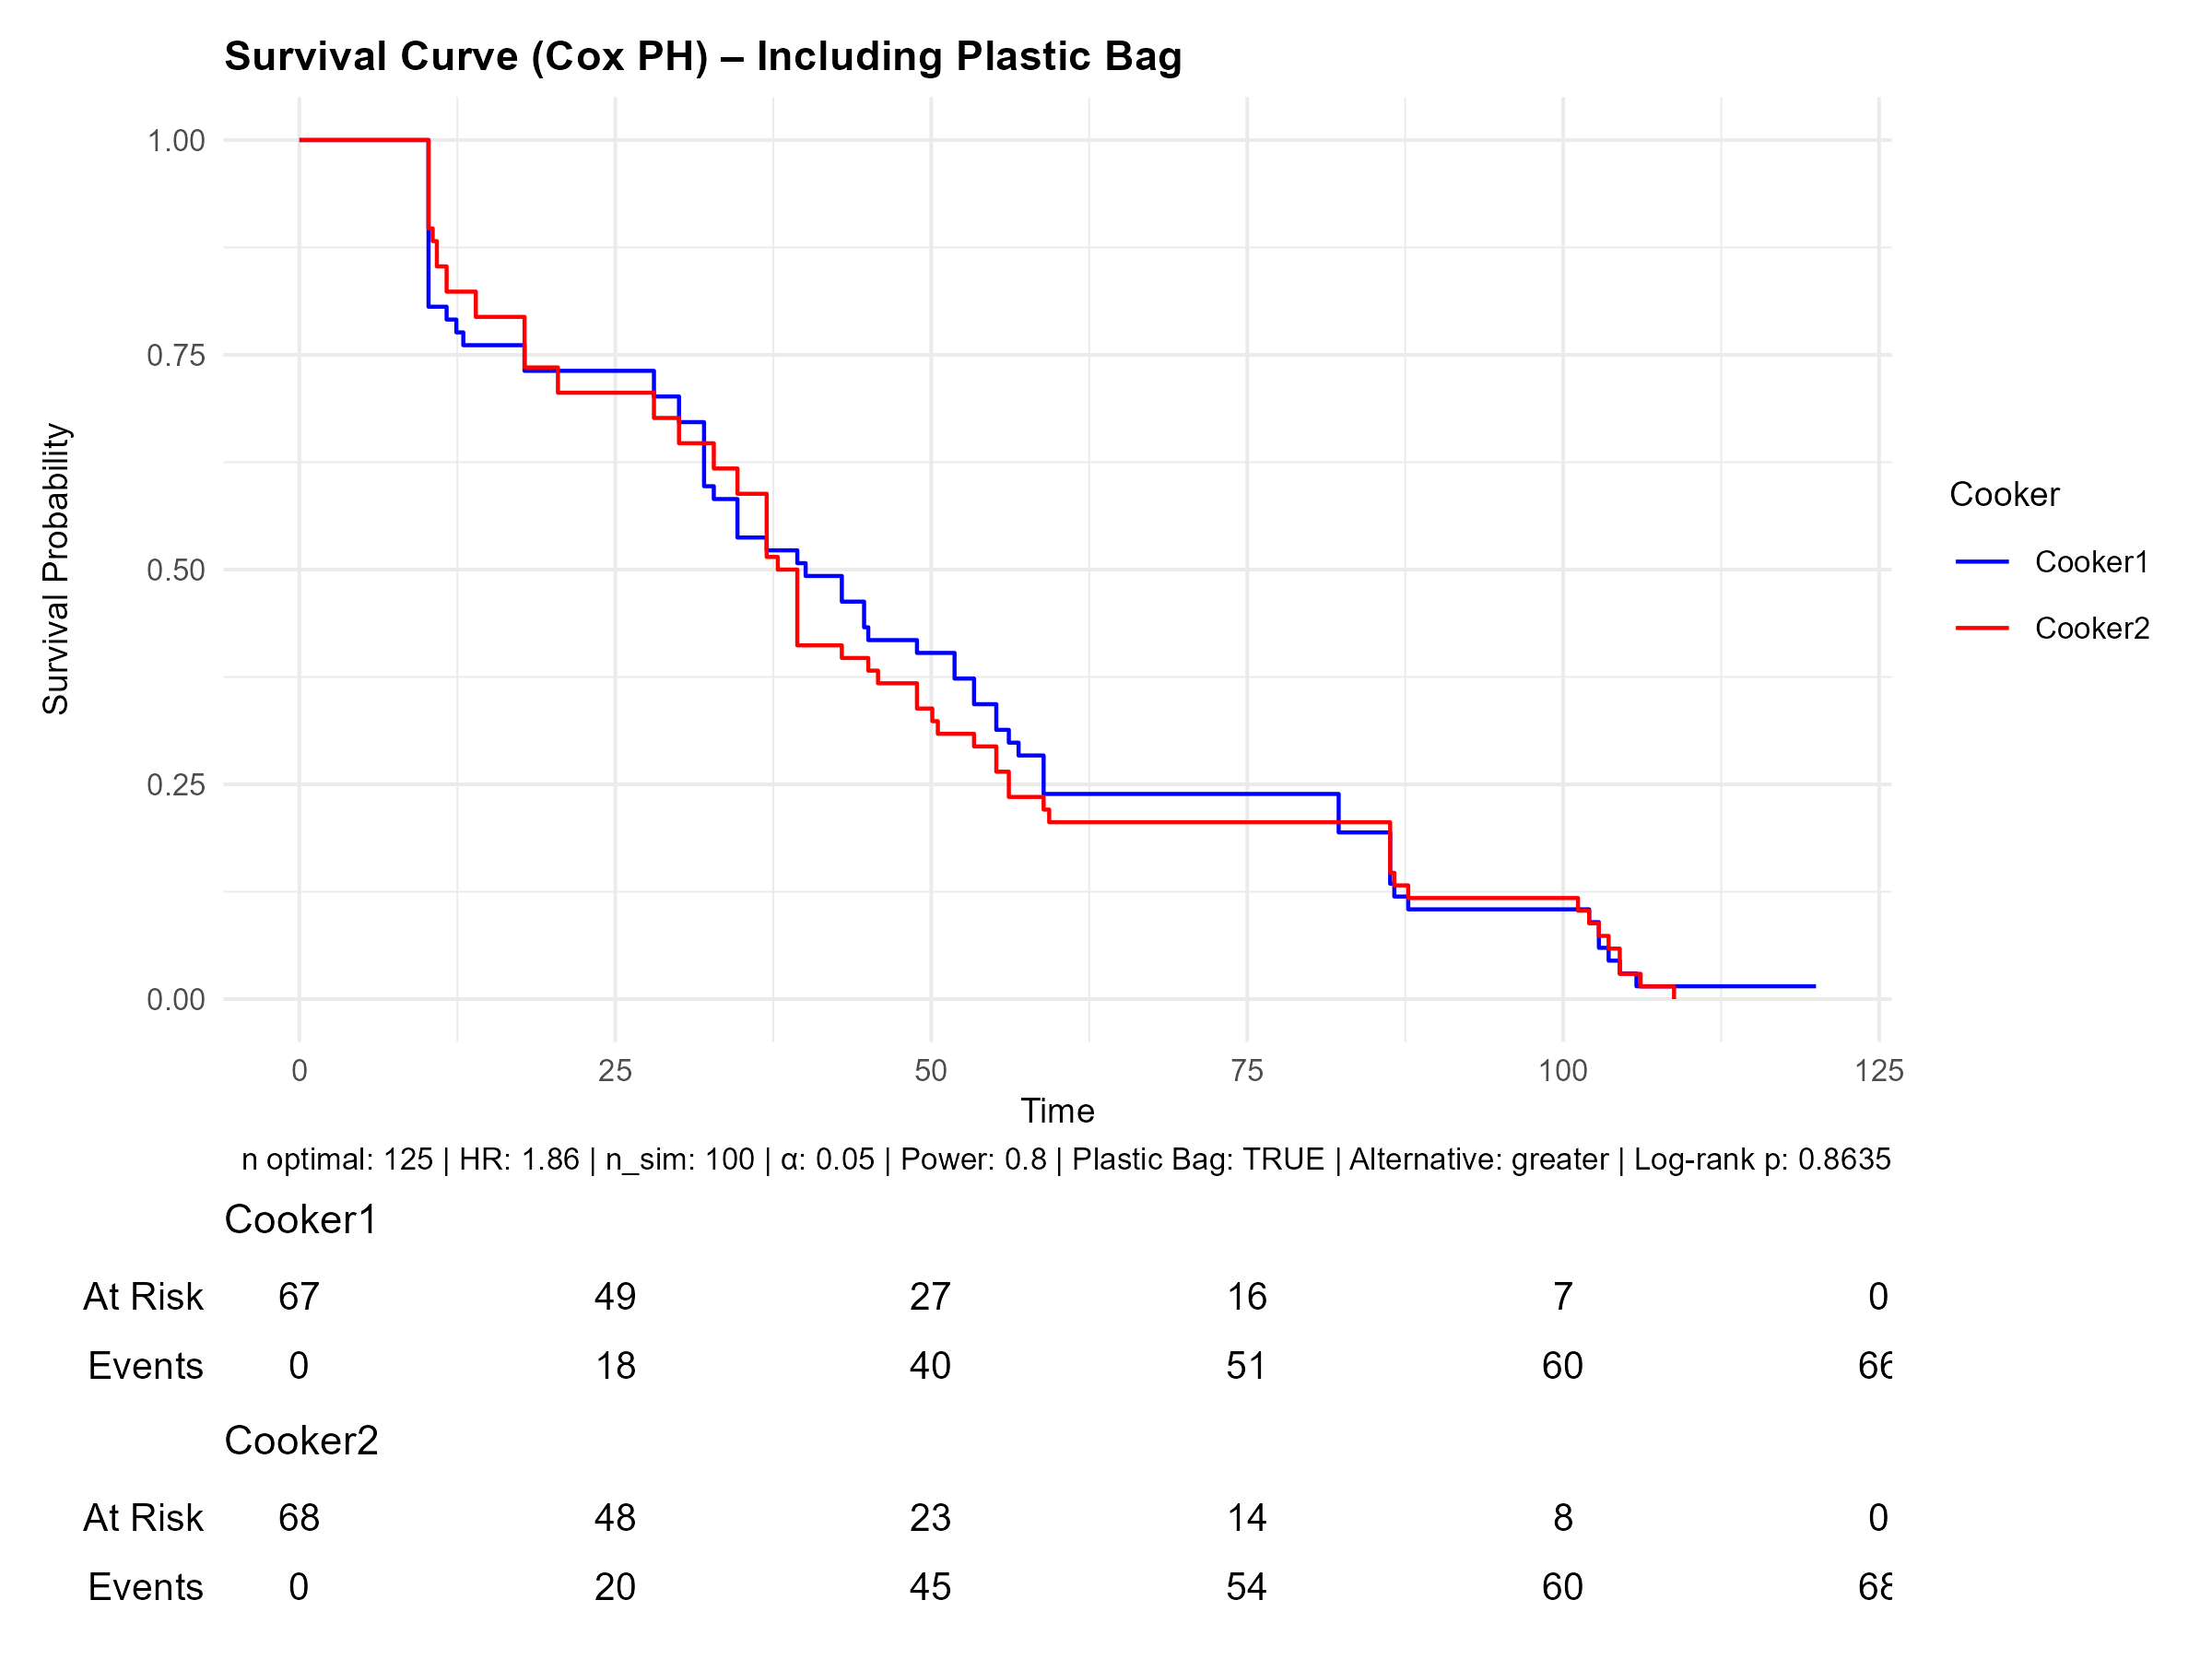 Survival Curve (Cox PH) – Including Plastic Bag
1.00
0.75
0.50
0.25
0.00
Survival Probability
0 25 50 75 100 125
Time
Cooker
Cooker1
Cooker2
n optimal: 125 | HR: 1.86 | n_sim: 100 | α: 0.05 | Power: 0.8 | Plastic Bag: TRUE | Alternative: greater | Log-rank p: 0.8635
Cooker1
At Risk 67 49 27 16 7 0
Events 0 18 40 51 60 66
Cooker2
At Risk 68 48 23 14 8 0
Events 0 20 45 54 60 68